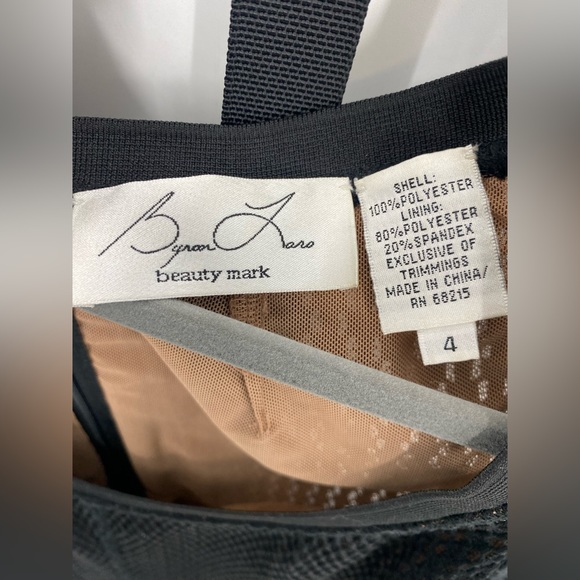 Byron Lars
beauty mark
SHELL:
100%POLYESTER
LINING:
80%POLYESTER
20%SPANDEX
EXCLUSIVE OF
TRIMMINGS
MADE IN CHINA/
RN 68215
4